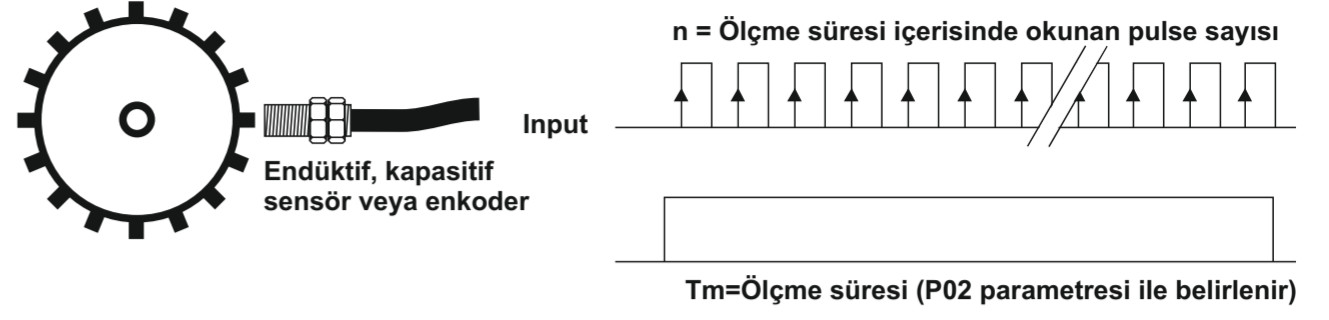 n = Ölçme süresi içerisinde okunan pulse sayısı
Input
Endüktif, kapasitif
sensör veya enkoder
Tm=Ölçme süresi (P02 parametresi ile belirlenir)